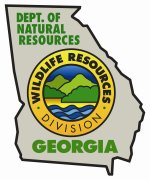 DEPT. OF
NATURAL
RESOURCES
WILDLIFE RESOURCES
DIVISION
GEORGIA